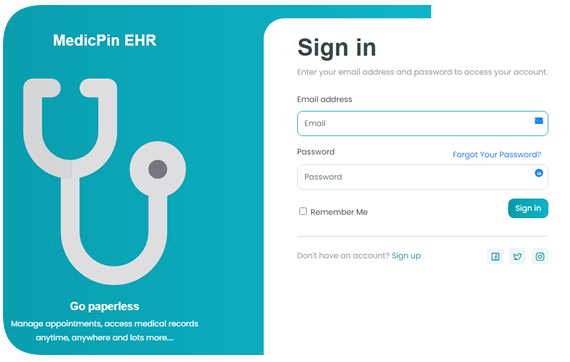 MedicPin EHR
Go paperless
Manage appointments, access medical records
anytime, anywhere and lots more....
Sign in
Enter your email address and password to access your account.
Email address
Email
Password
Forgot Your Password?
Password
Remember Me
Sign in
Don't have an account? Sign up